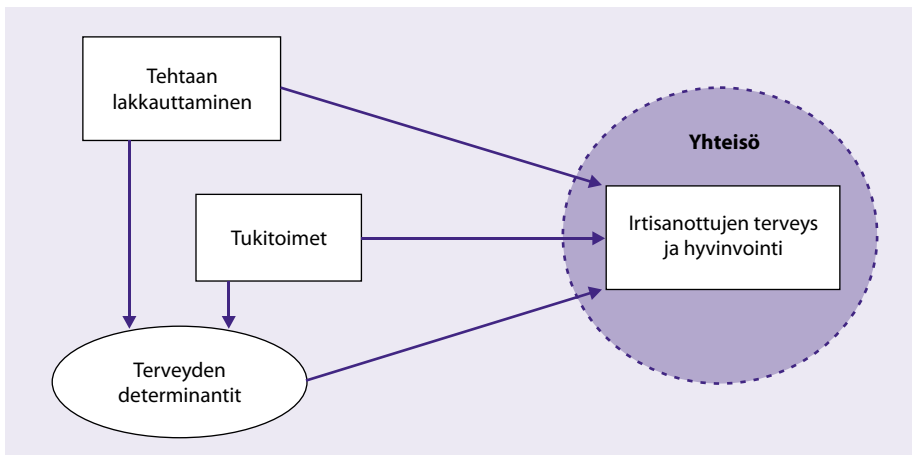 Tehtaan
lakkauttaminen
Yhteisö
Tukitoimet
Irtisanottujen terveys
ja hyvinvointi
Terveyden
determinantit